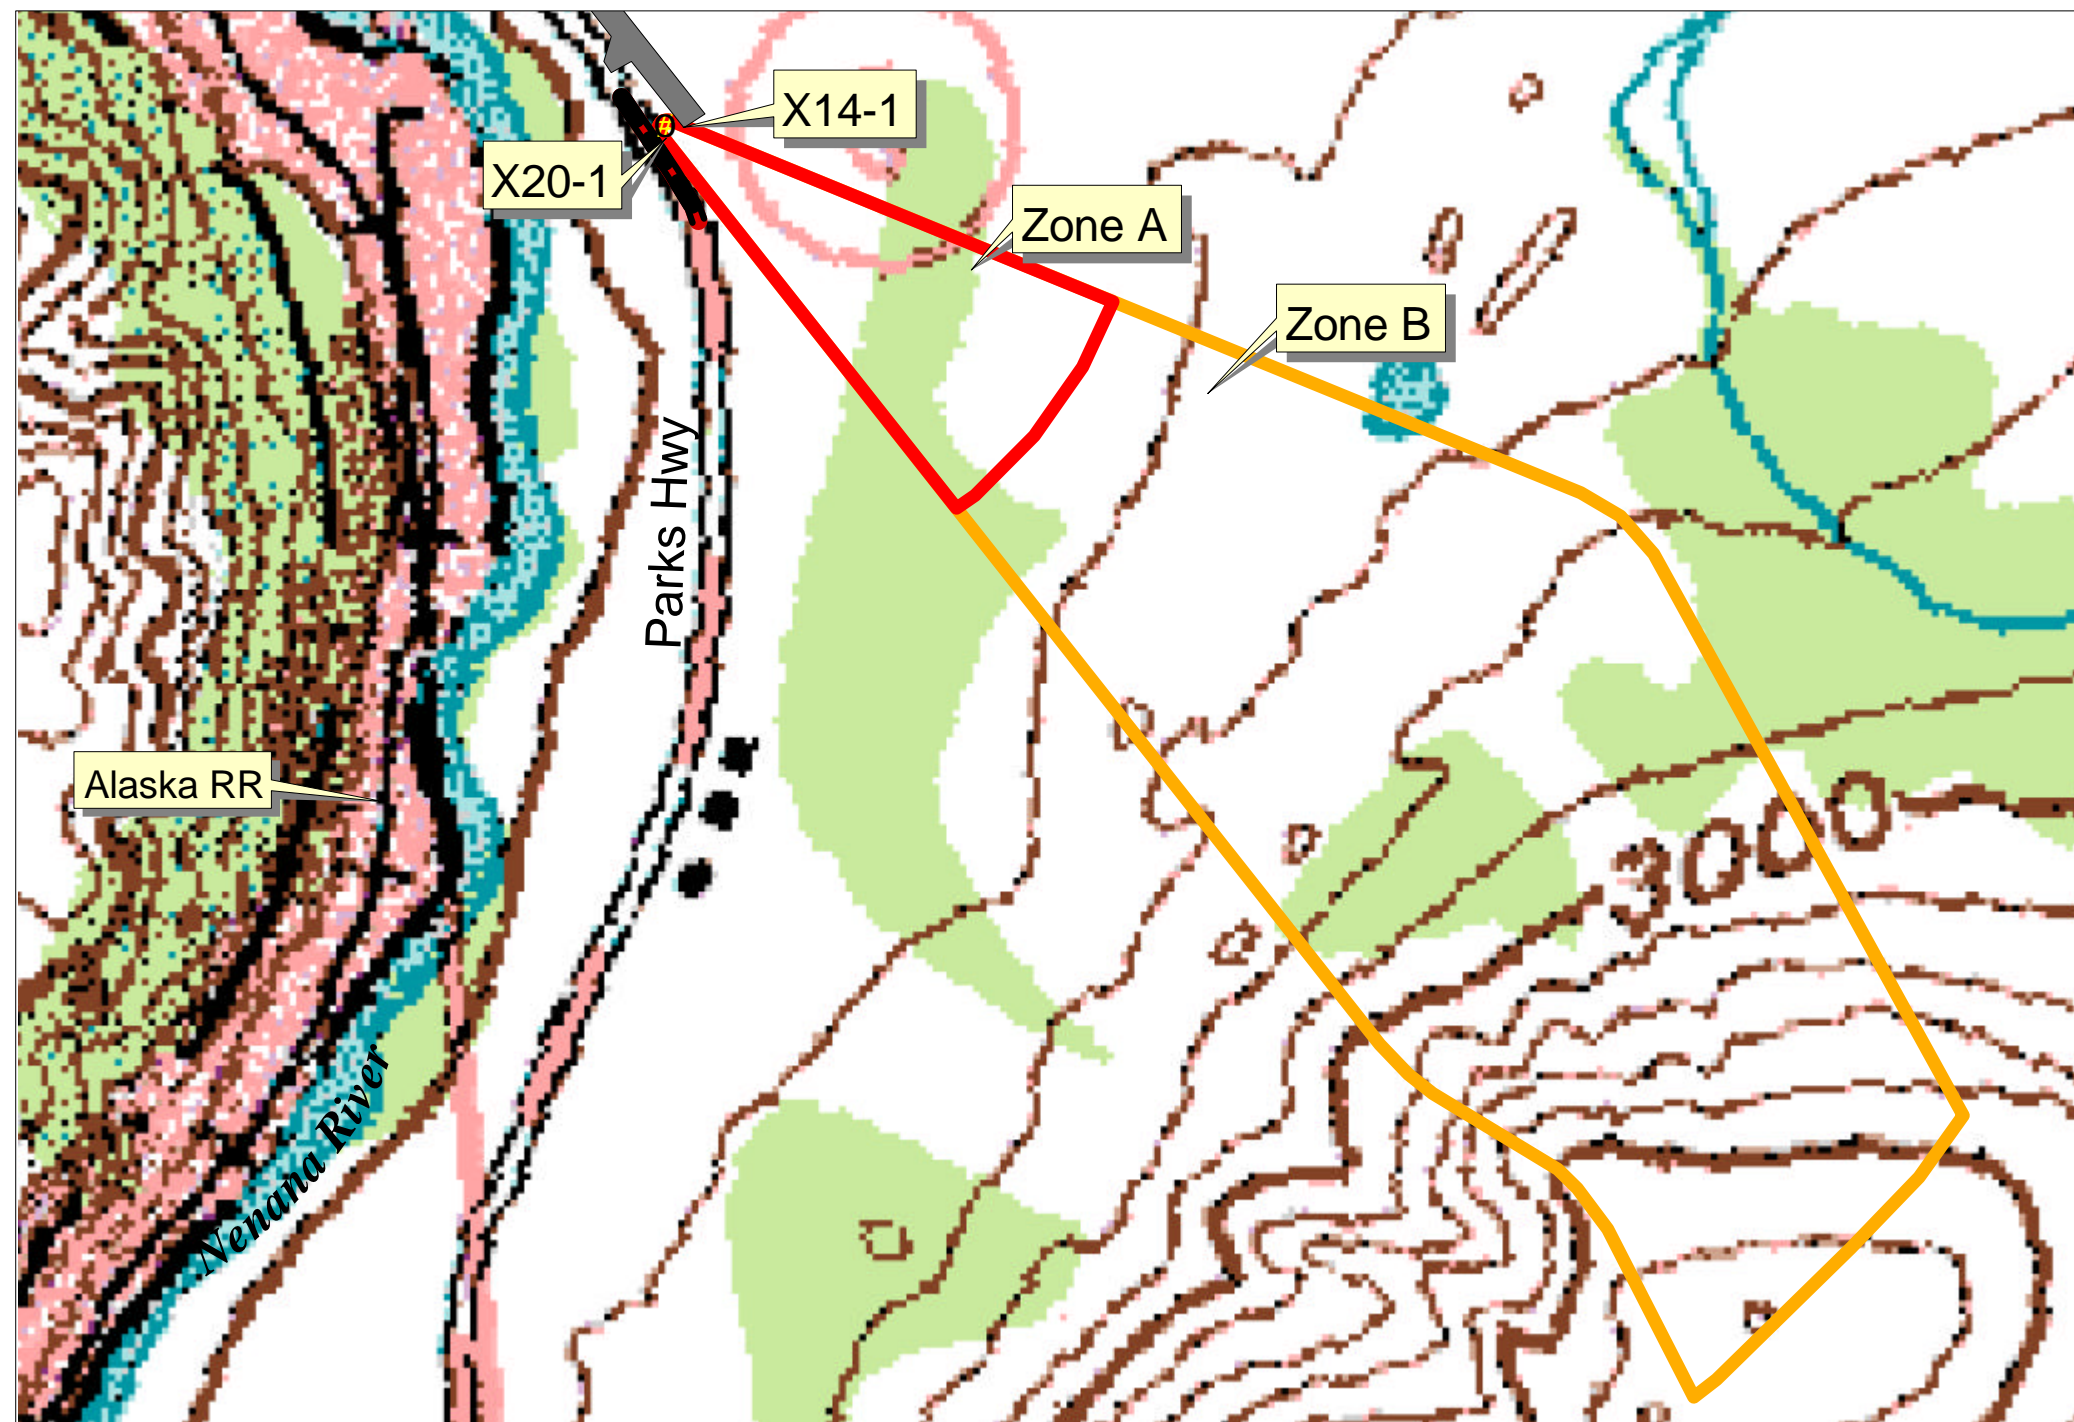 X14-1
X20-1
Zone A
Zone B
Parks Hwy
Alaska RR
3000
Nenana River